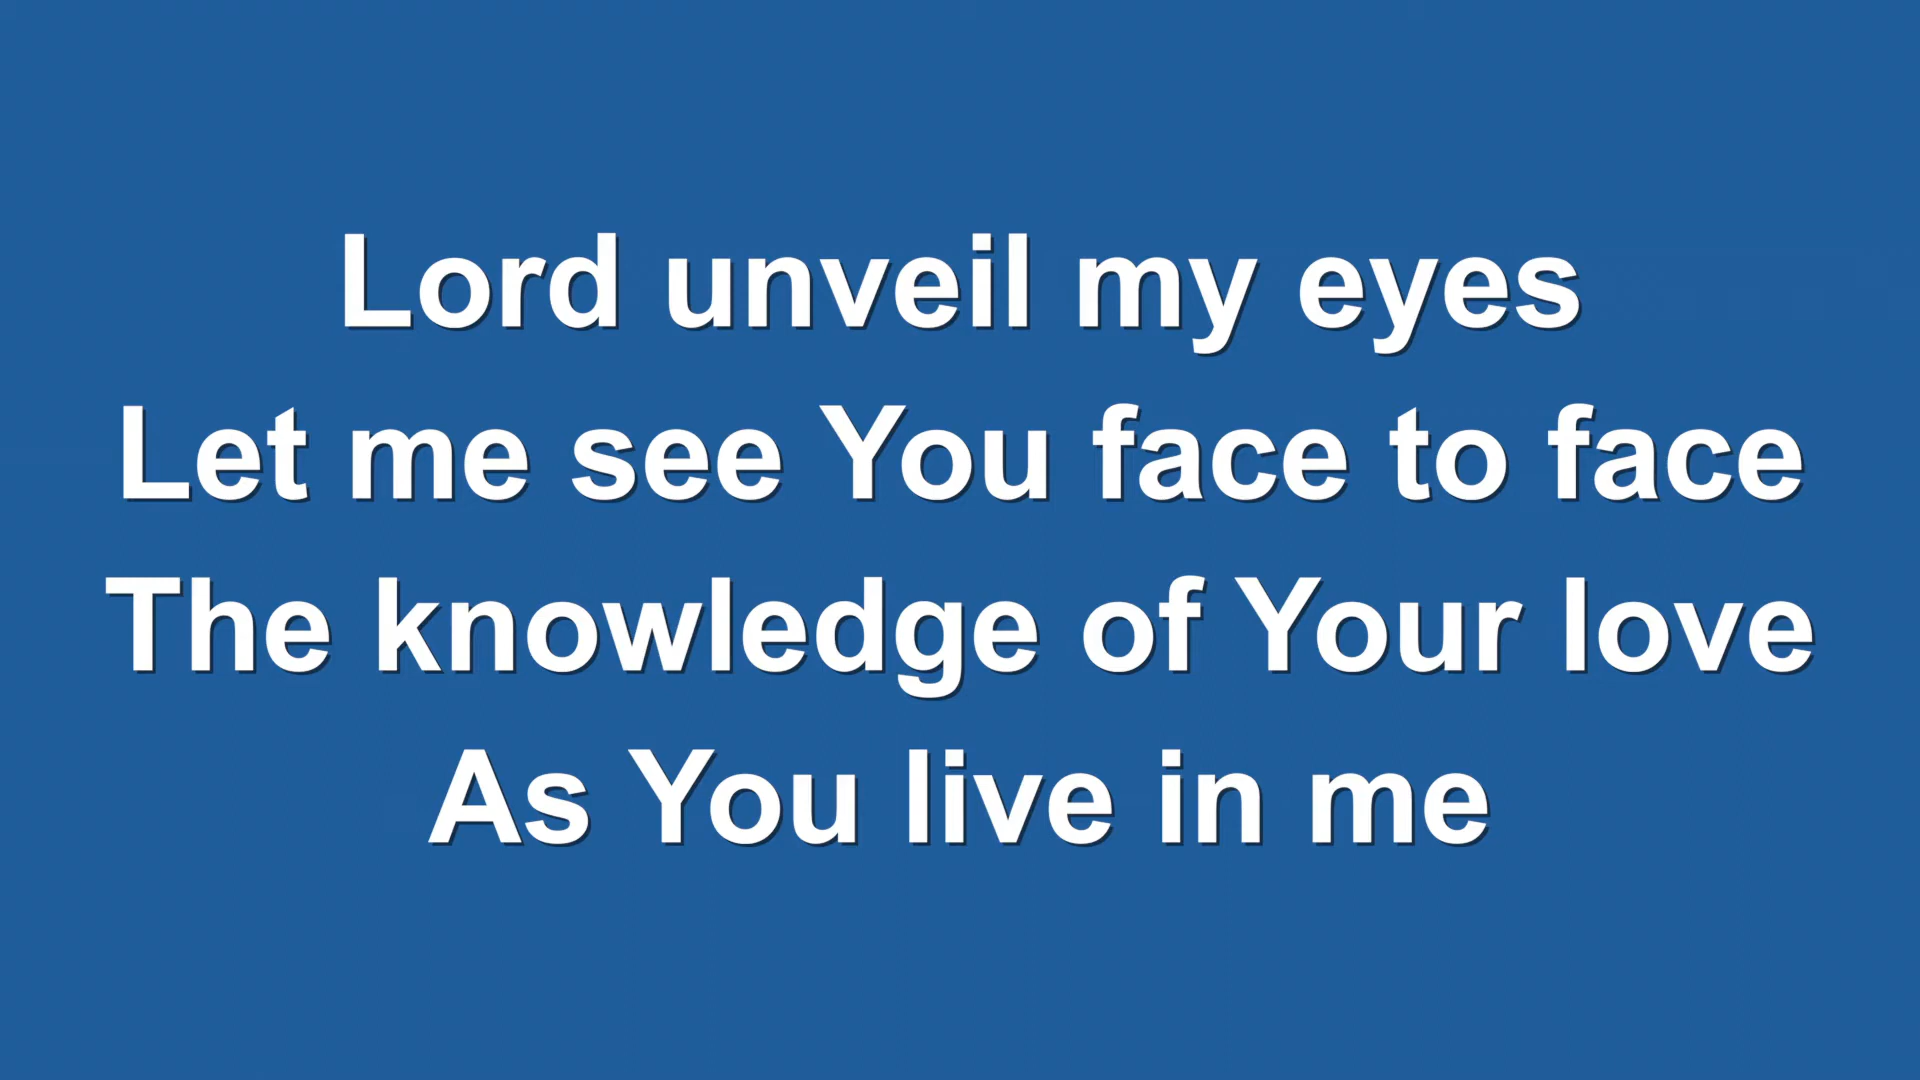 Lord unveil my eyes
Let me see You face to face
The knowledge of Your love
As You live in me